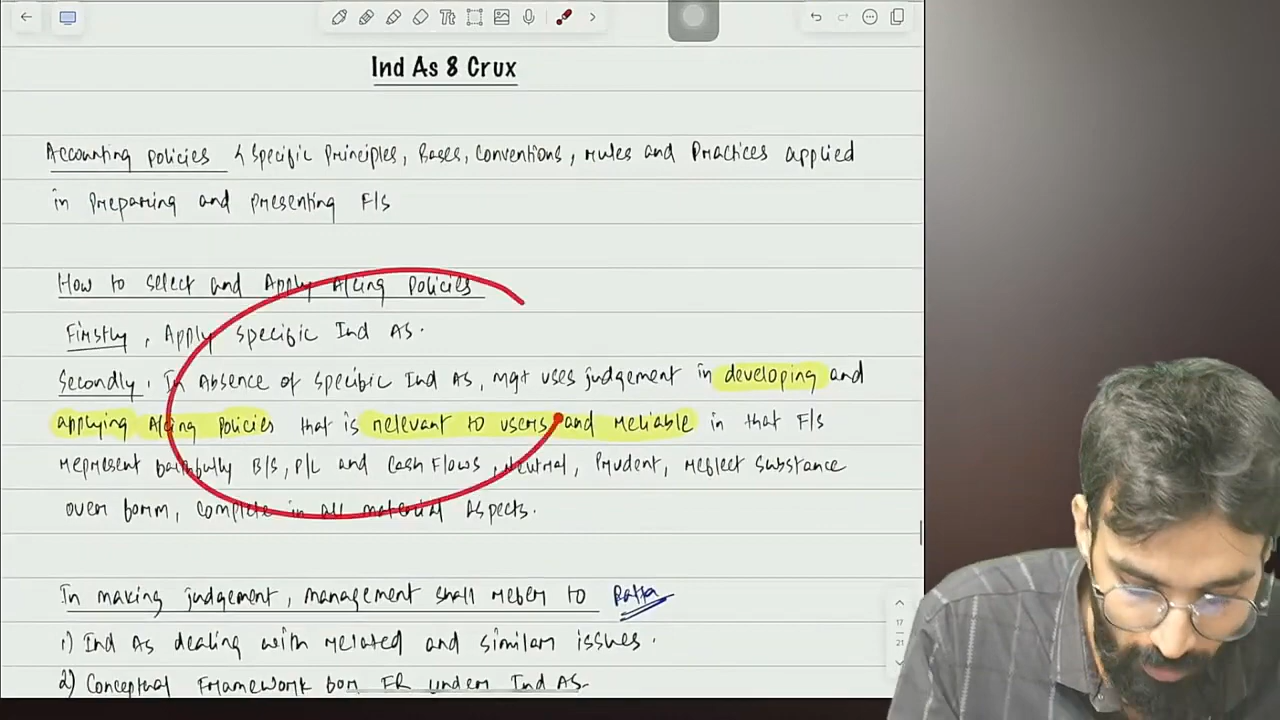 Ind As 8 Crux
Accounting Policies Specific Principles, Bases, Conventions, Rules and Practices applied
in Preparing and presenting F/S
How to select and Apply A/cing Policies
Firstly, Apply Specific Ind AS.
Secondly. In Absence of Specific Ind AS, mgt uses judgement in developing and
applying A/cing Policies that is relevant to users and Reliable in that F/S
represent faithfully B/S, P/L and Cash Flows, Neutral, Prudent, Reflect Substance
over form, Complete in all material Aspects.
In making judgement, management shall refer to Ratta
1) Ind As dealing with related and similar issues.
2) Conceptual Framework for FR under Ind AS.
17
21